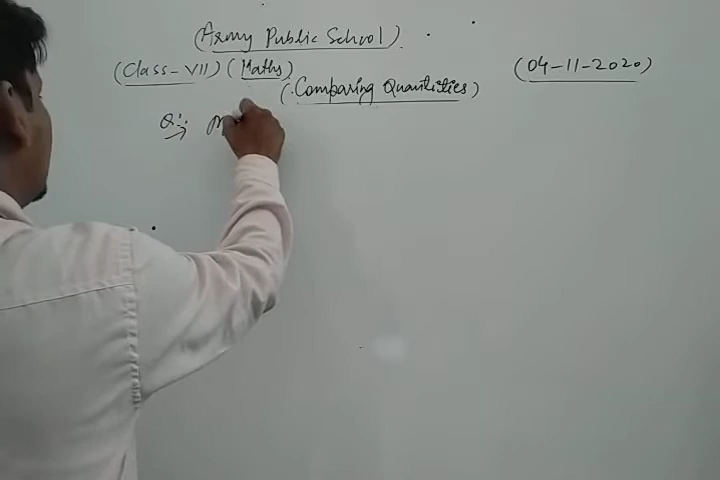 (Army Public School).
(Class-VII) (Maths) (04-11-2020)
(Comparing Quantities)
Q: